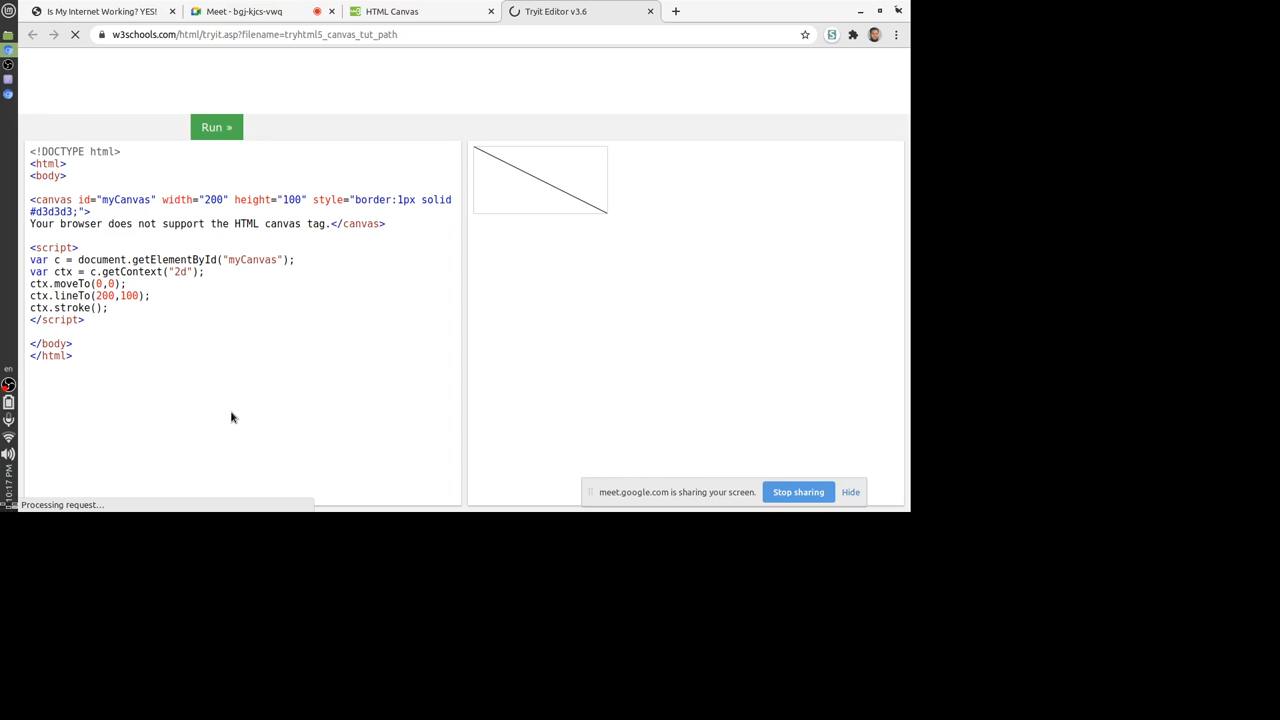 Is My Internet Working? YES!
Meet - bgj-kjcs-vwq
HTML Canvas
Tryit Editor v3.6
w3schools.com/html/tryit.asp?filename=tryhtml5_canvas_tut_path
Run »
<!DOCTYPE html>
<html>
<body>
<canvas id="myCanvas" width="200" height="100" style="border:1px solid
#d3d3d3;">
Your browser does not support the HTML canvas tag.</canvas>
<script>
var c = document.getElementById("myCanvas");
var ctx = c.getContext("2d");
ctx.moveTo(0,0);
ctx.lineTo(200,100);
ctx.stroke();
</script>
</body>
</html>
en
10:17 PM
meet.google.com is sharing your screen.
Stop sharing
Hide
Processing request...